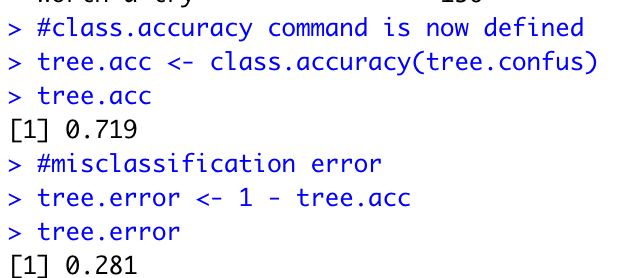 > #class.accuracy command is now defined
> tree.acc <- class.accuracy(tree.confus)
> tree.acc
[1] 0.719
> #misclassification error
> tree.error <- 1 - tree.acc
> tree.error
[1] 0.281